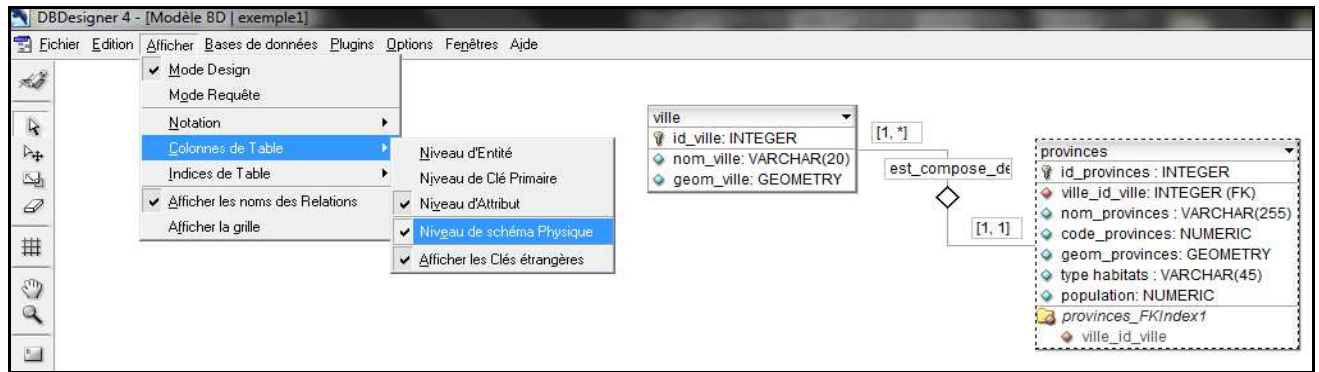 DBDesigner 4 - [Modèle BD | exemple1]
Fichier Edition Afficher Bases de données Plugins Options Fenêtres Aide
Mode Design
Mode Requête
Notation
Colonnes de Table
Indices de Table
Afficher les noms des Relations
Afficher la grille
Niveau d'Entité
Niveau de Clé Primaire
Niveau d'Attribut
Niveau de schéma Physique
Afficher les Clés étrangères
ville
id_ville: INTEGER
nom_ville: VARCHAR(20)
geom_ville: GEOMETRY
[1, *]
est_compose_de
[1, 1]
provinces
id_provinces : INTEGER
ville_id_ville: INTEGER (FK)
nom_provinces : VARCHAR(255)
code_provinces: NUMERIC
geom_provinces: GEOMETRY
type habitats : VARCHAR(45)
population: NUMERIC
provinces_FKIndex1
ville_id_ville